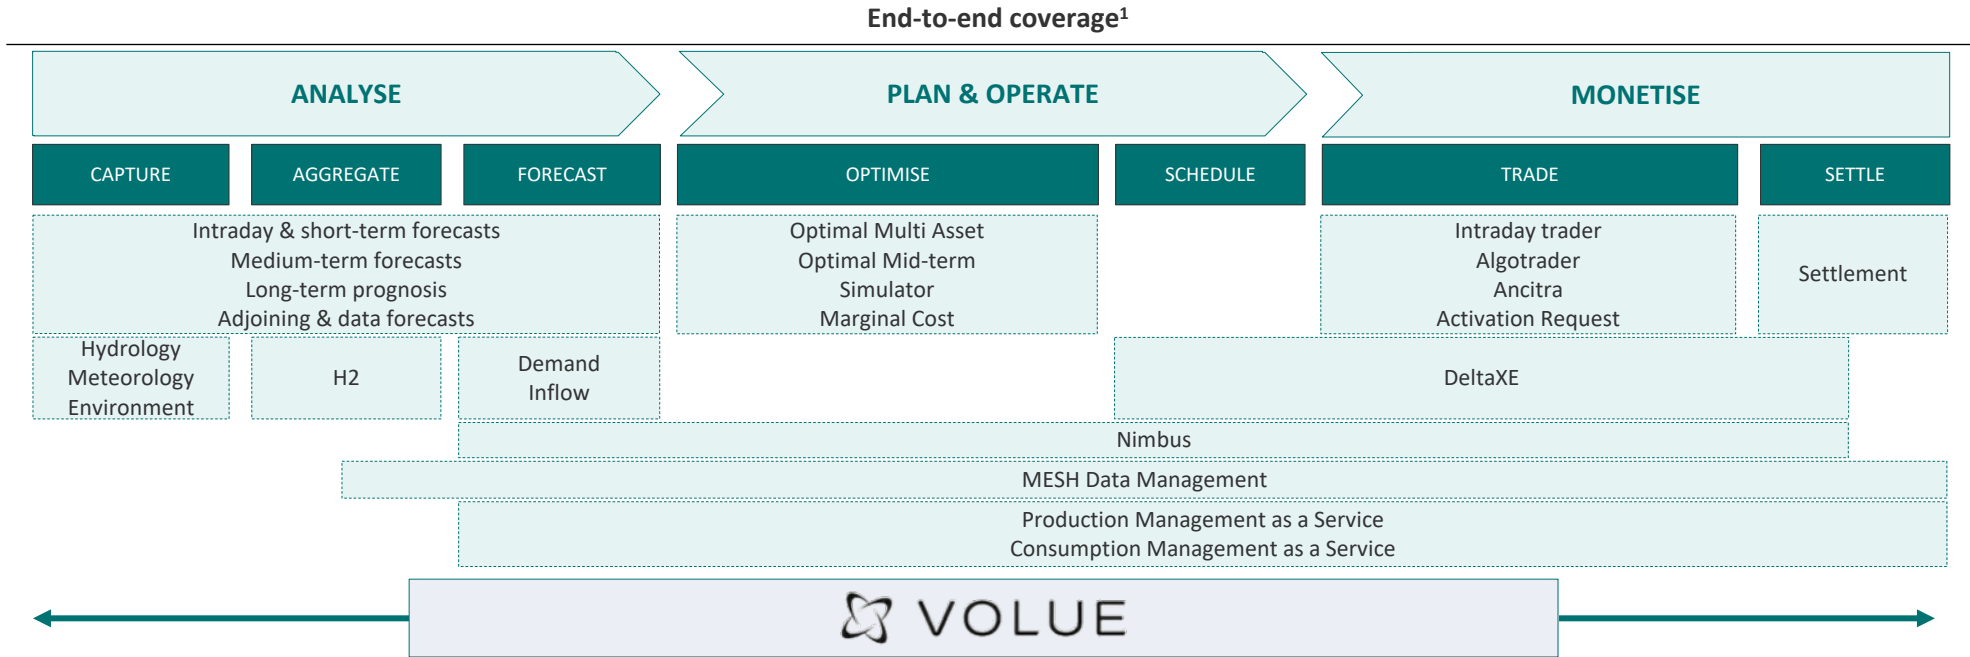 End-to-end coverage¹
ANALYSE
PLAN & OPERATE
MONETISE
CAPTURE
AGGREGATE
FORECAST
OPTIMISE
SCHEDULE
TRADE
SETTLE
Intraday & short-term forecasts
Medium-term forecasts
Long-term prognosis
Adjoining & data forecasts
Optimal Multi Asset
Optimal Mid-term
Simulator
Marginal Cost
Intraday trader
Algotrader
Ancitra
Activation Request
Settlement
Hydrology
Meteorology
Environment
H2
Demand
Inflow
DeltaXE
Nimbus
MESH Data Management
Production Management as a Service
Consumption Management as a Service
VOLUE